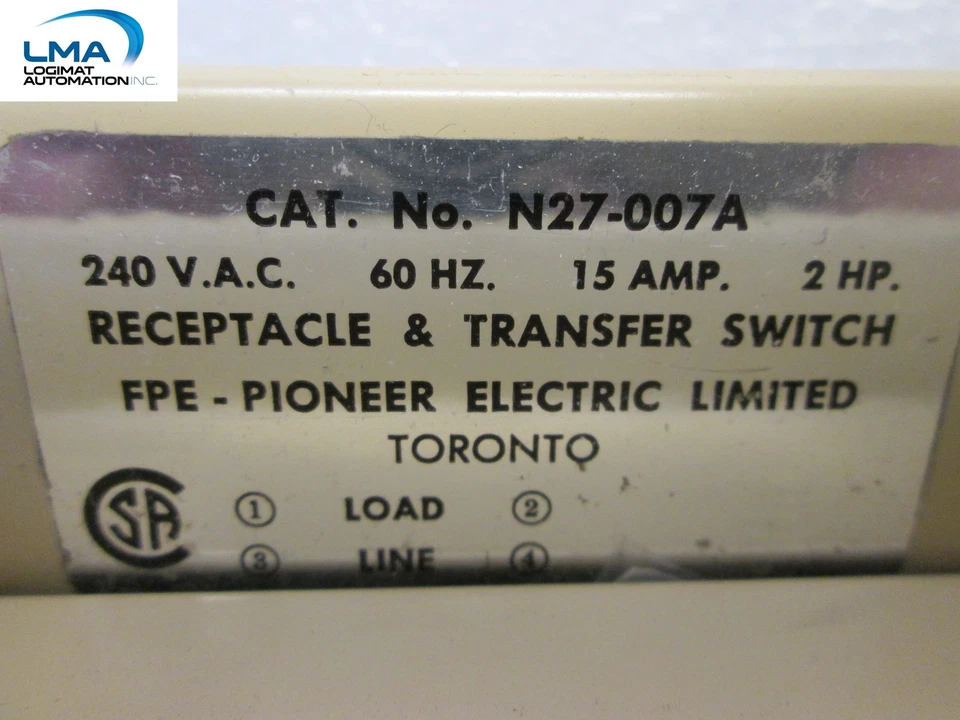 LMA
LOGIMAT
AUTOMATION INC.
CAT. No. N27-007A
240 V.A.C. 60 HZ. 15 AMP. 2 HP.
RECEPTACLE & TRANSFER SWITCH
FPE - PIONEER ELECTRIC LIMITED
TORONTO
CSA
① LOAD ②
③ LINE ④